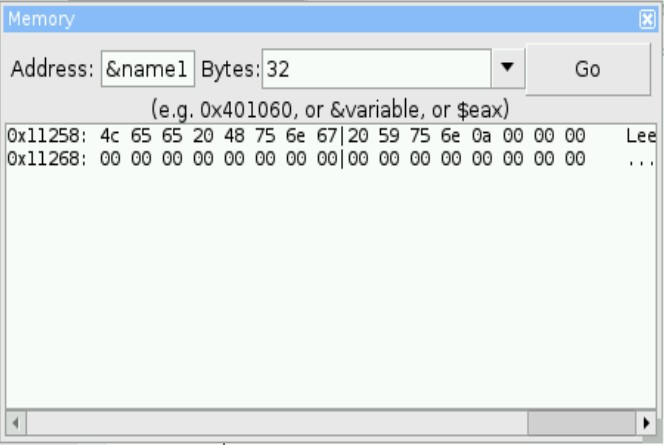 Memory
Address: &name1 Bytes: 32 Go
(e.g. 0x401060, or &variable, or $eax)
0x11258: 4c 65 65 20 48 75 6e 67|20 59 75 6e 0a 00 00 00 Lee
0x11268: 00 00 00 00 00 00 00 00|00 00 00 00 00 00 00 00 ...